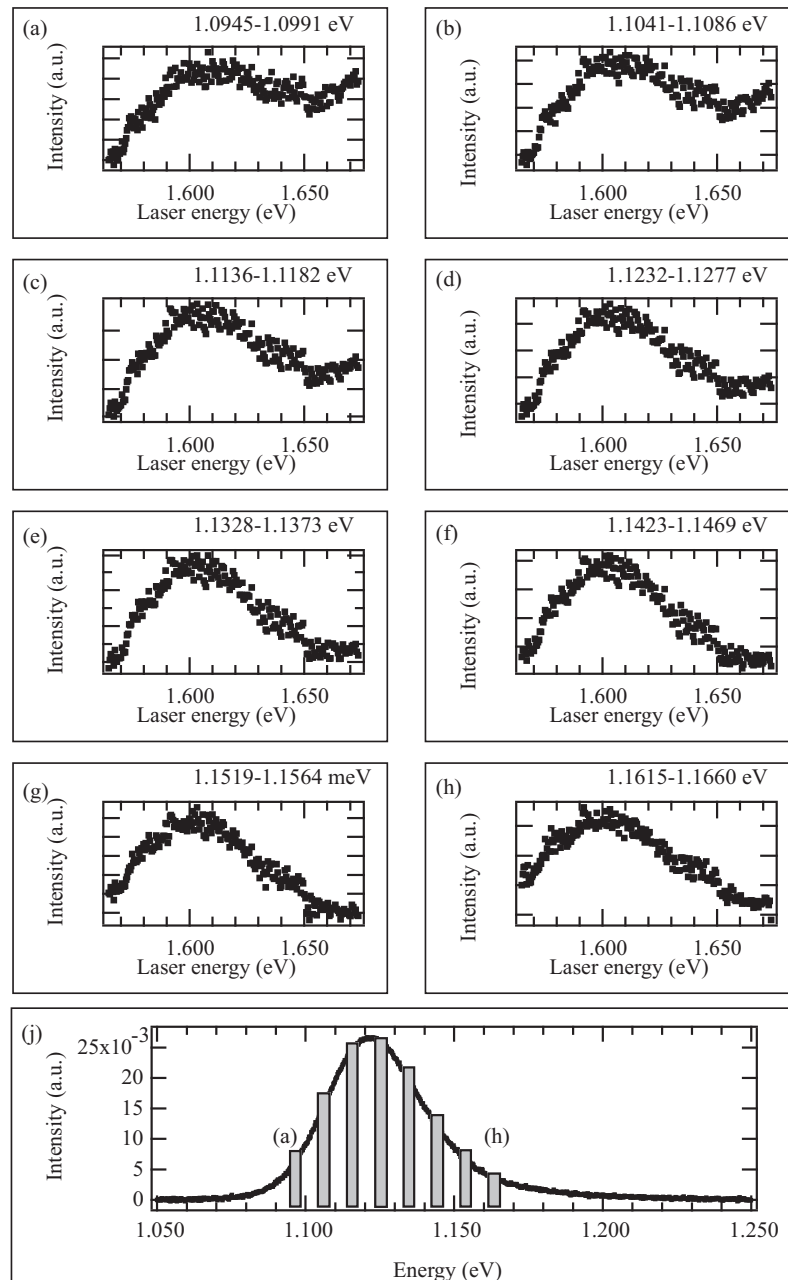 (a) 1.0945-1.0991 eV
Intensity (a.u.)
1.600 1.650
Laser energy (eV)
(b) 1.1041-1.1086 eV
Intensity (a.u.)
1.600 1.650
Laser energy (eV)
(c) 1.1136-1.1182 eV
Intensity (a.u.)
1.600 1.650
Laser energy (eV)
(d) 1.1232-1.1277 eV
Intensity (a.u.)
1.600 1.650
Laser energy (eV)
(e) 1.1328-1.1373 eV
Intensity (a.u.)
1.600 1.650
Laser energy (eV)
(f) 1.1423-1.1469 eV
Intensity (a.u.)
1.600 1.650
Laser energy (eV)
(g) 1.1519-1.1564 meV
Intensity (a.u.)
1.600 1.650
Laser energy (eV)
(h) 1.1615-1.1660 eV
Intensity (a.u.)
1.600 1.650
Laser energy (eV)
(j)
Intensity (a.u.)
25x10⁻³
20
15
10
5
0
(a) (h)
1.050 1.100 1.150 1.200 1.250
Energy (eV)